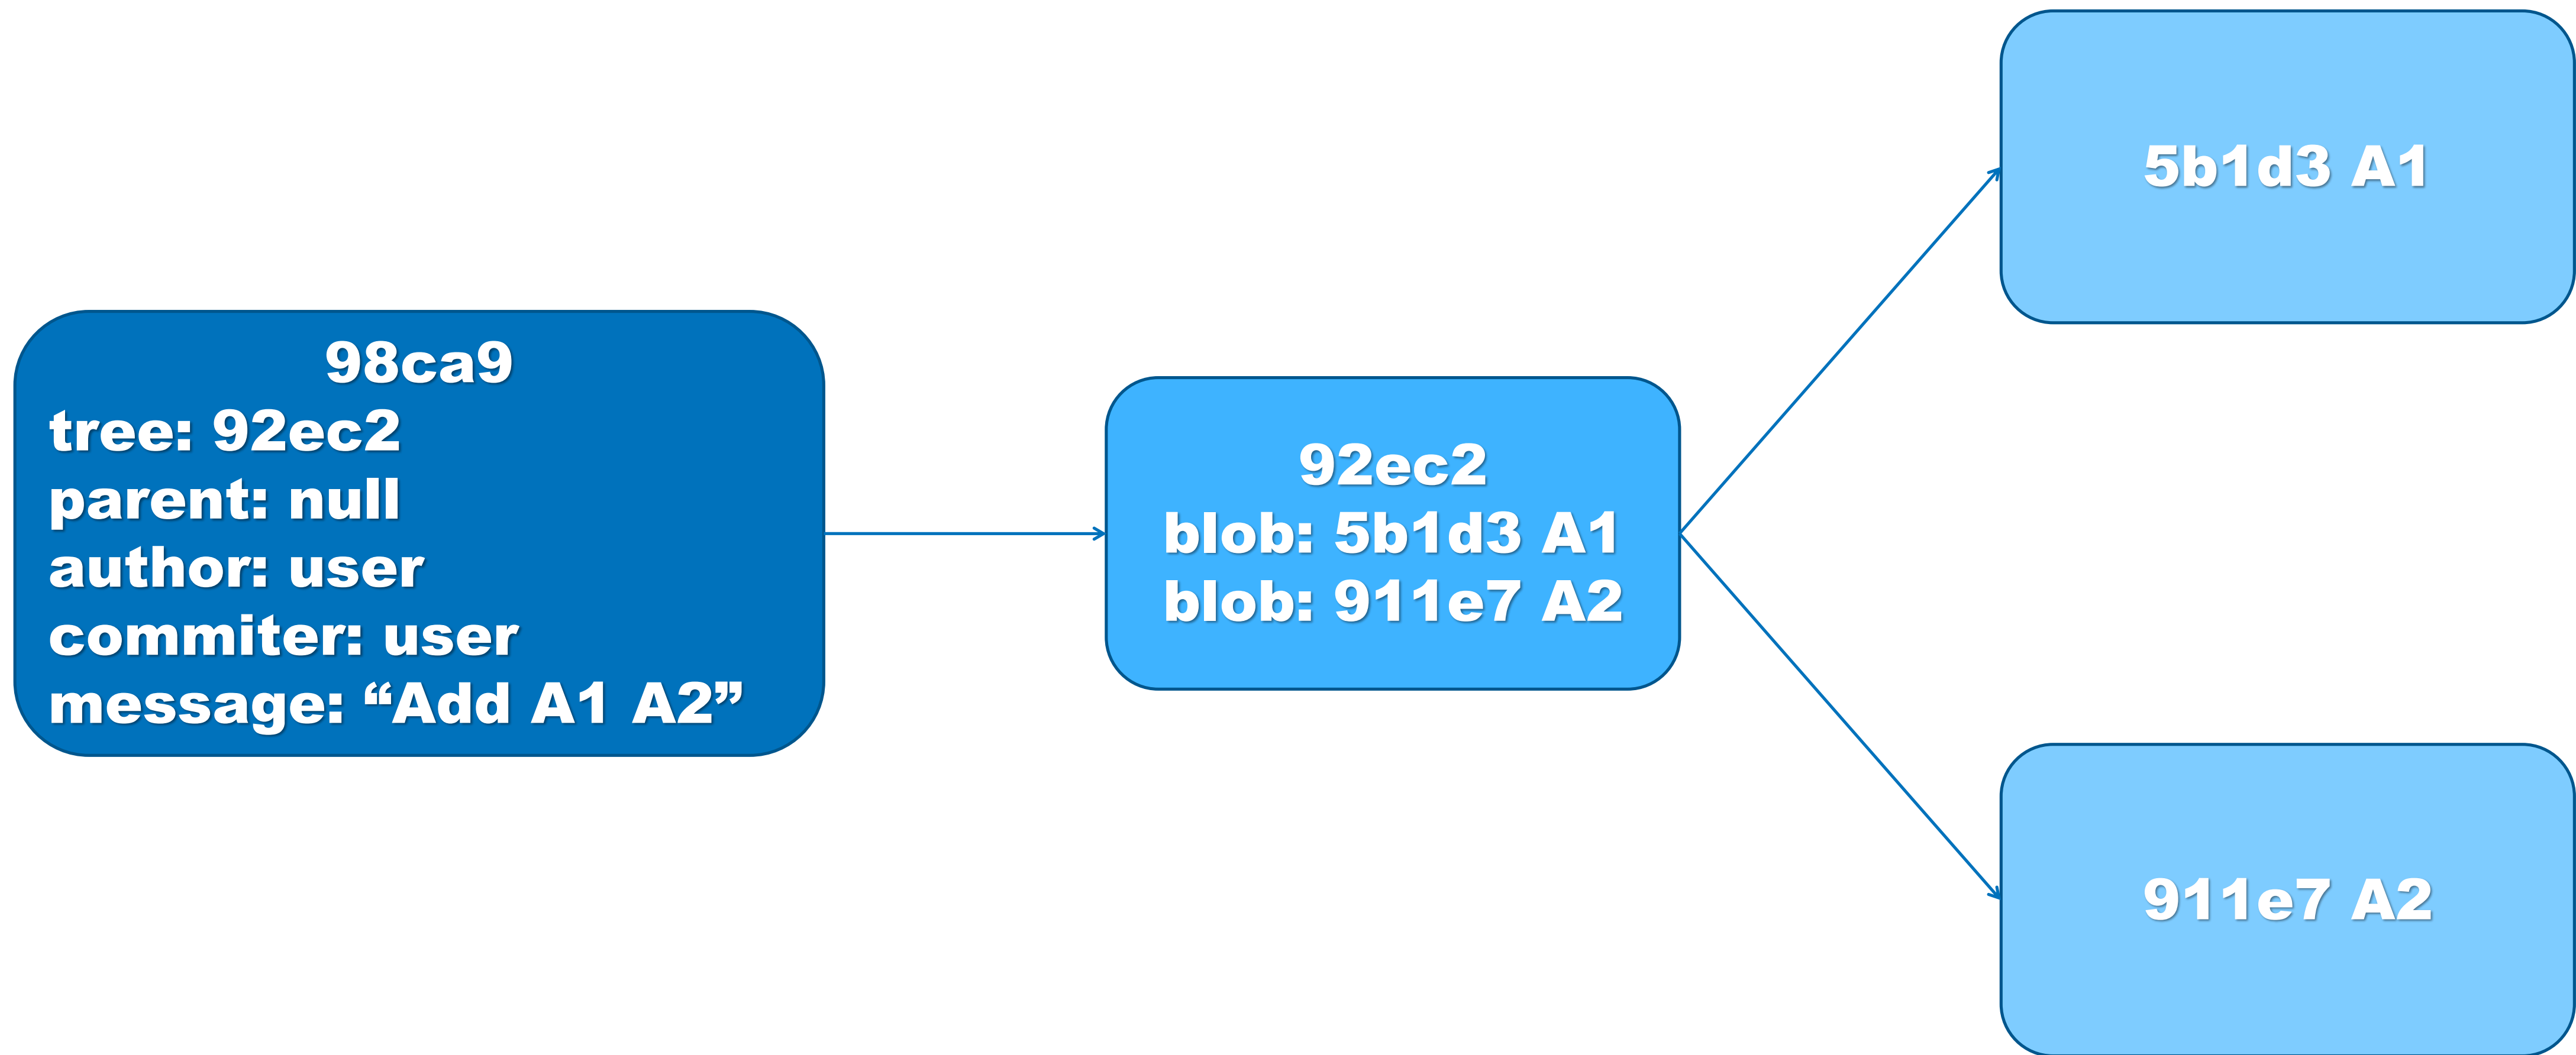 98ca9
tree: 92ec2
parent: null
author: user
commiter: user
message: “Add A1 A2”
92ec2
blob: 5b1d3 A1
blob: 911e7 A2
5b1d3 A1
911e7 A2